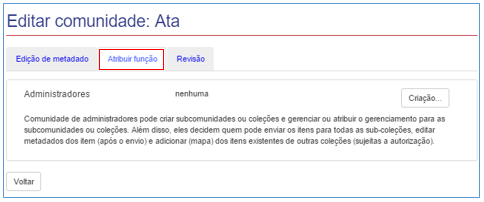 Editar comunidade: Ata
Edição de metadado Atribuir função Revisão
Administradores nenhuma Criação...
Comunidade de administradores pode criar subcomunidades ou coleções e gerenciar ou atribuir o gerenciamento para as
subcomunidades ou coleções. Além disso, eles decidem quem pode enviar os itens para todas as sub-coleções, editar
metadados dos item (após o envio) e adicionar (mapa) dos itens existentes de outras coleções (sujeitas a autorização).
Voltar